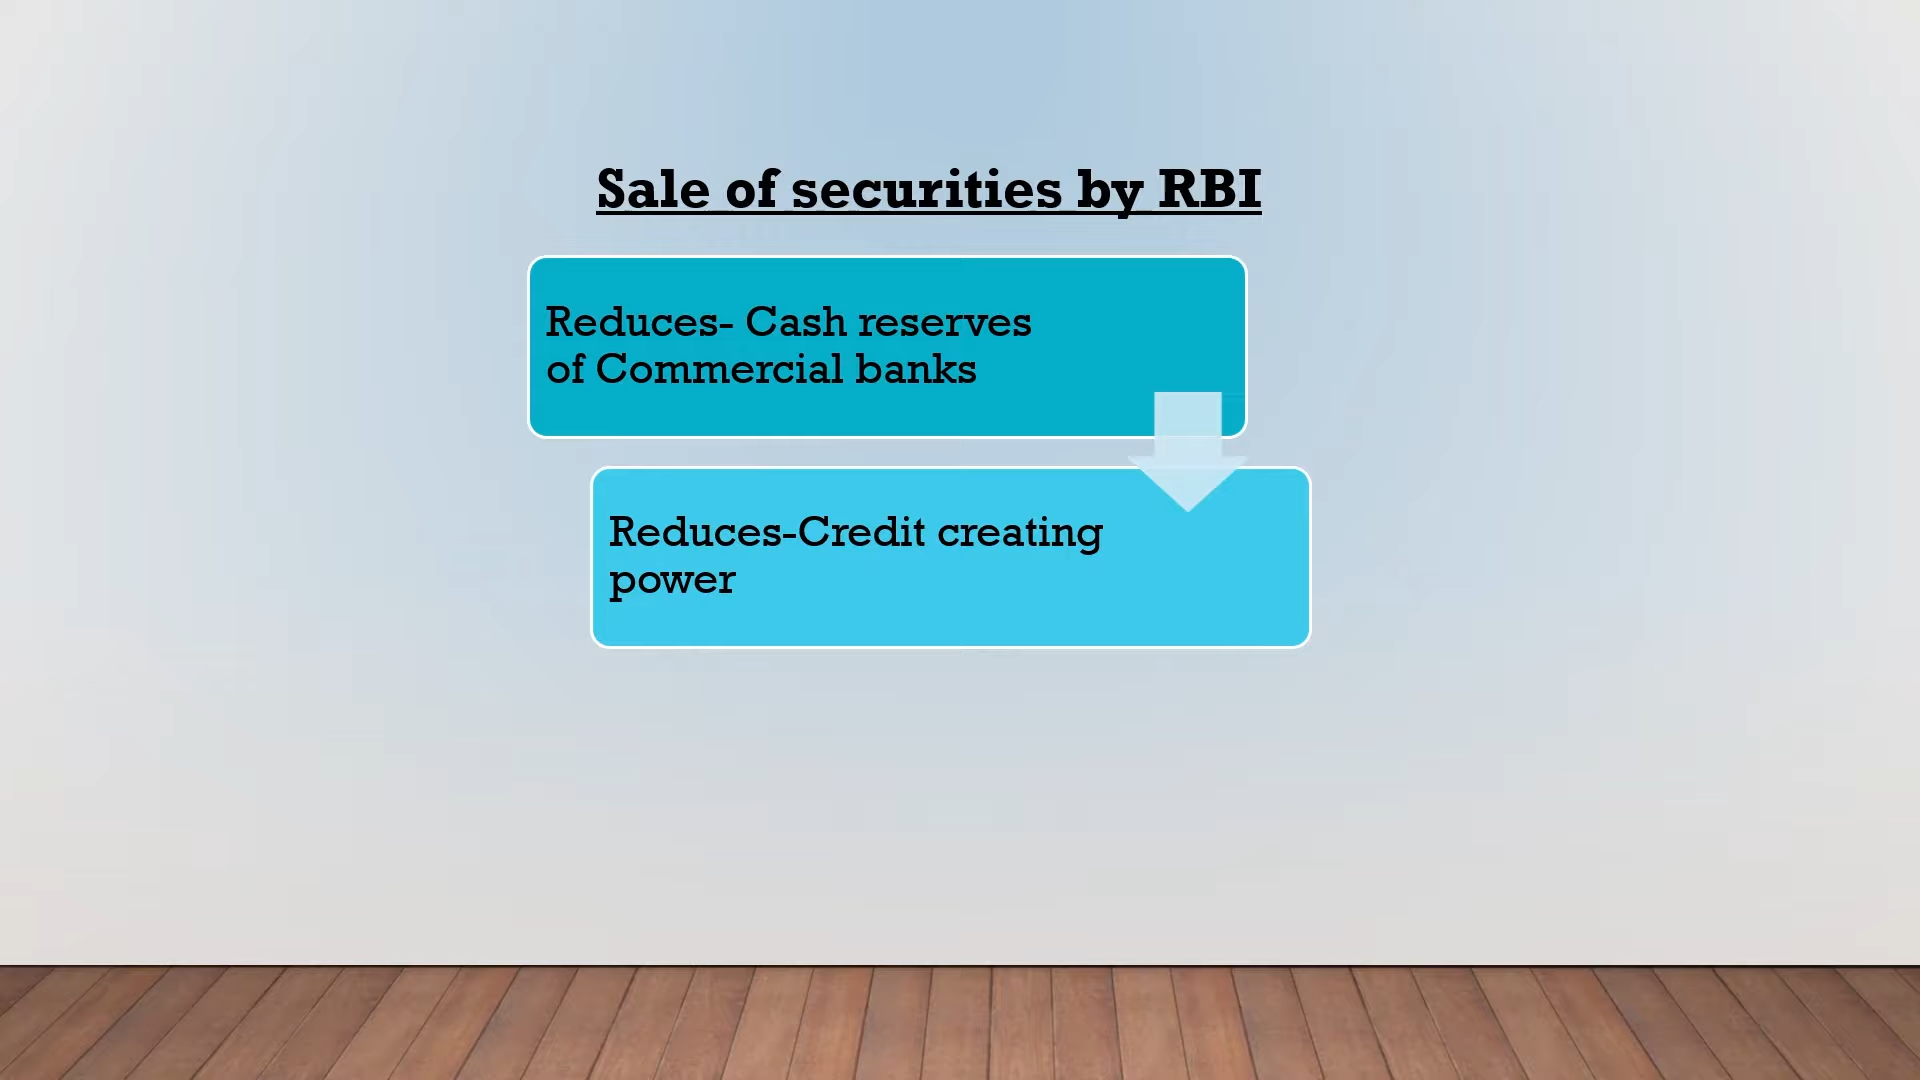 Sale of securities by RBI
Reduces- Cash reserves
of Commercial banks
Reduces-Credit creating
power